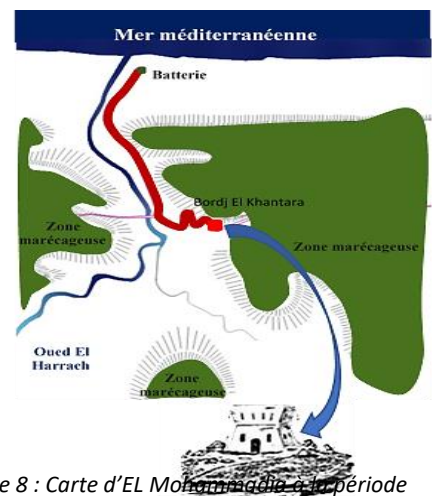 Mer méditerranéenne
Batterie
Bordj El Khantara
Zone
marécageuse
Zone marécageuse
Oued El
Harrach
Zone
marécageuse
e 8 : Carte d'EL Mohammadia a la période